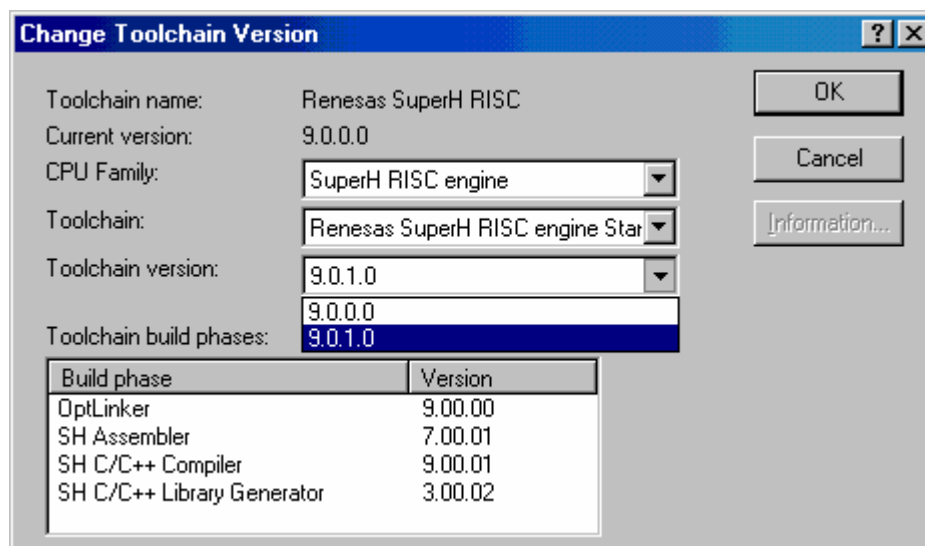 Change Toolchain Version
Toolchain name: Renesas SuperH RISC
OK
Current version: 9.0.0.0
Cancel
CPU Family: SuperH RISC engine
Toolchain: Renesas SuperH RISC engine Star
Information...
Toolchain version: 9.0.1.0
9.0.0.0
9.0.1.0
Toolchain build phases:
Build phase Version
OptLinker 9.00.00
SH Assembler 7.00.01
SH C/C++ Compiler 9.00.01
SH C/C++ Library Generator 3.00.02